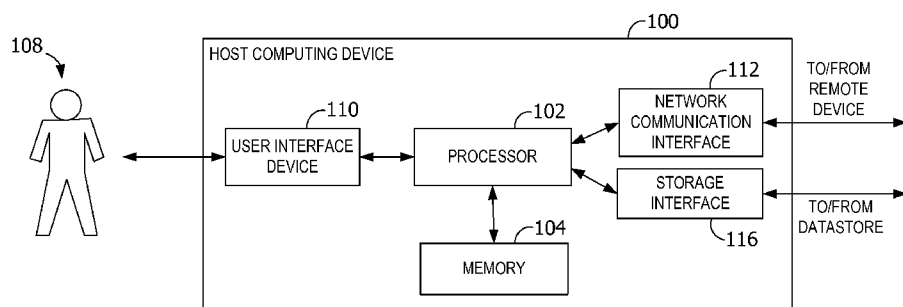 100
HOST COMPUTING DEVICE
108
110
USER INTERFACE
DEVICE
102
PROCESSOR
112
NETWORK
COMMUNICATION
INTERFACE
TO/FROM
REMOTE
DEVICE
STORAGE
INTERFACE
116
TO/FROM
DATASTORE
104
MEMORY